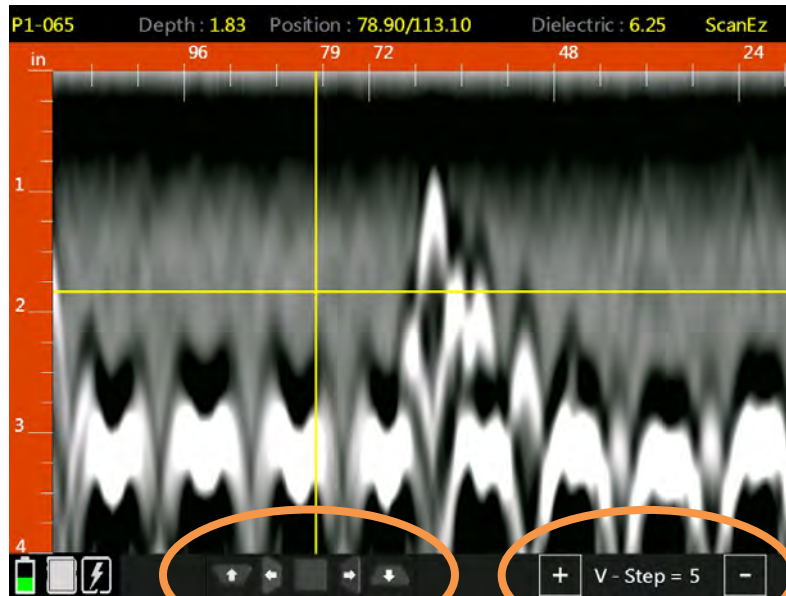 P1-065 Depth : 1.83 Position : 78.90/113.10 Dielectric : 6.25 ScanEz
in 96 79 72 48 24
1
2
3
4
+ V - Step = 5 -